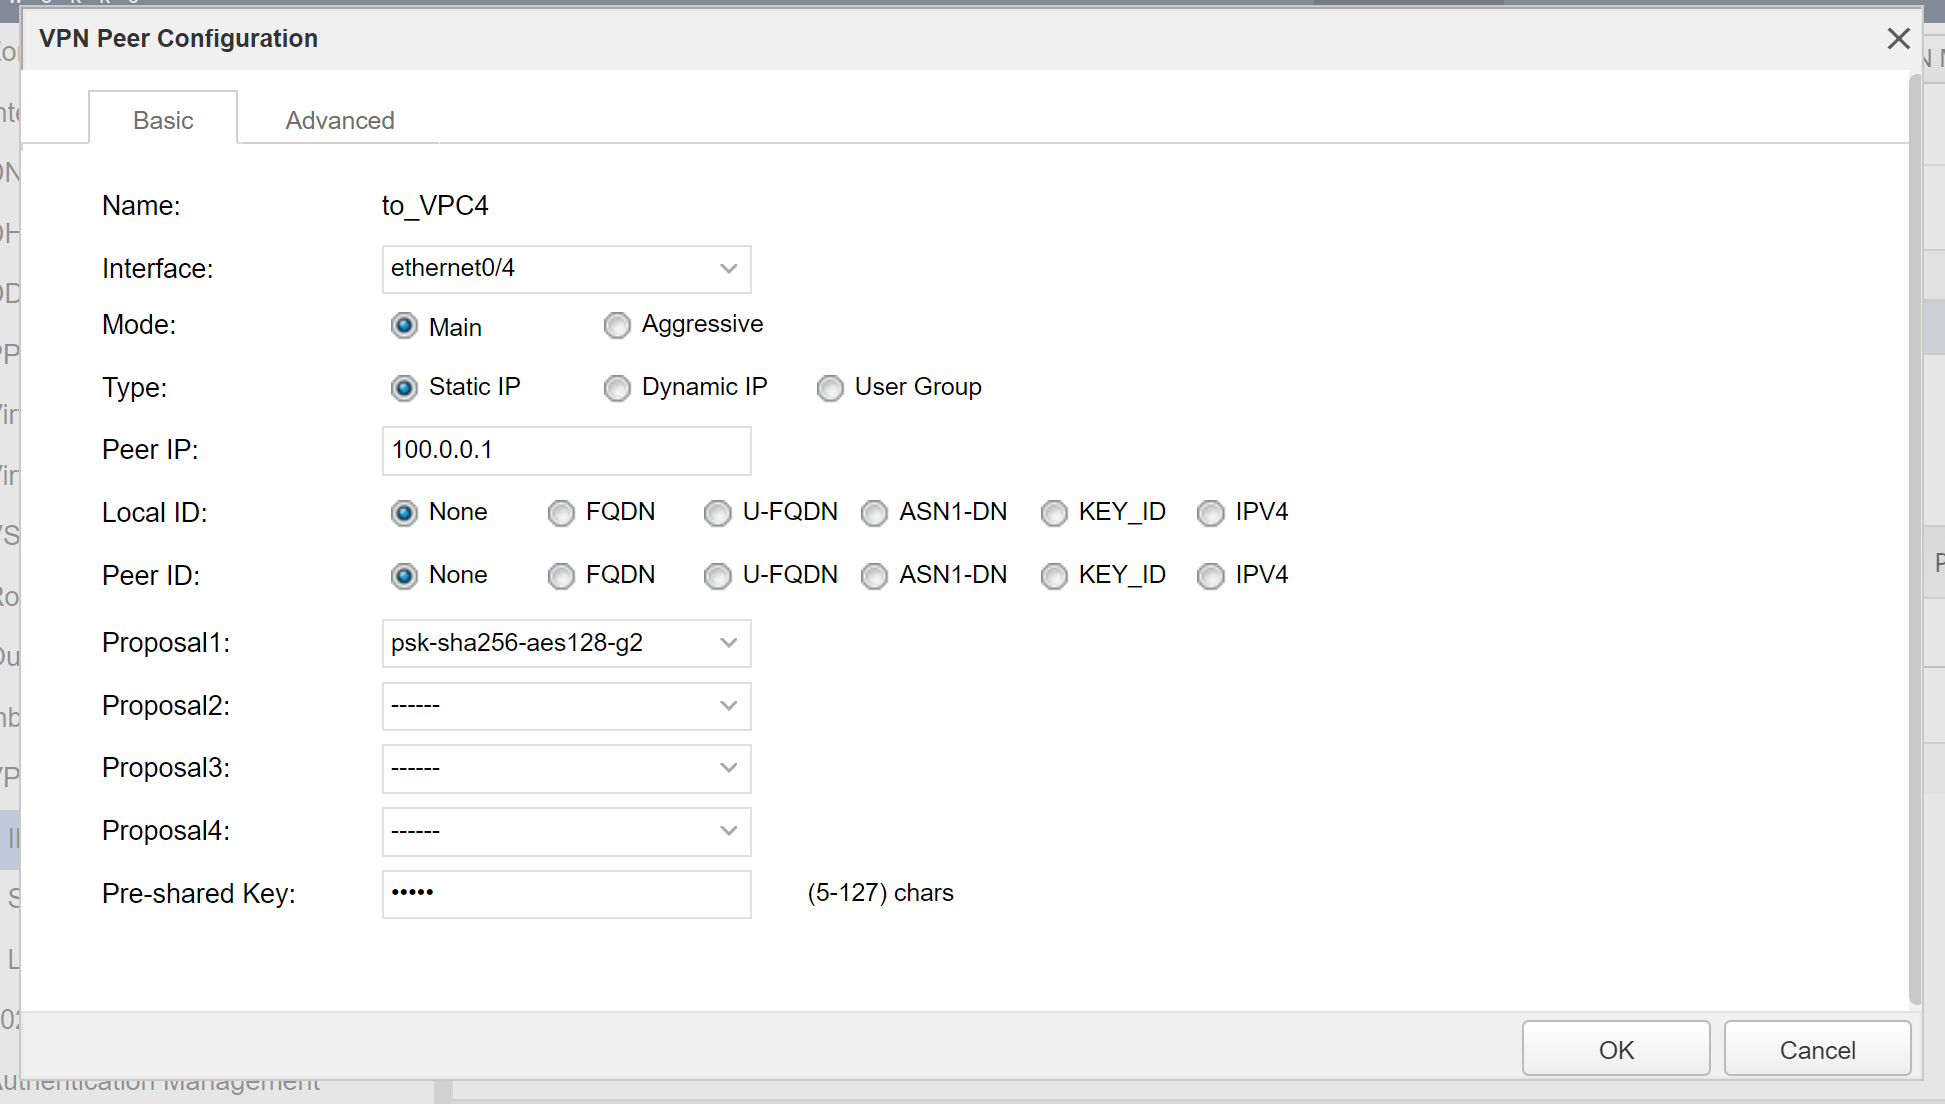 VPN Peer Configuration
Basic
Advanced
Name:
to_VPC4
Interface:
ethernet0/4
Mode:
Main
Aggressive
Type:
Static IP
Dynamic IP
User Group
Peer IP:
100.0.0.1
Local ID:
None
FQDN
U-FQDN
ASN1-DN
KEY_ID
IPV4
Peer ID:
None
FQDN
U-FQDN
ASN1-DN
KEY_ID
IPV4
Proposal1:
psk-sha256-aes128-g2
Proposal2:
------
Proposal3:
------
Proposal4:
------
Pre-shared Key:
•••••
(5-127) chars
OK
Cancel
Management